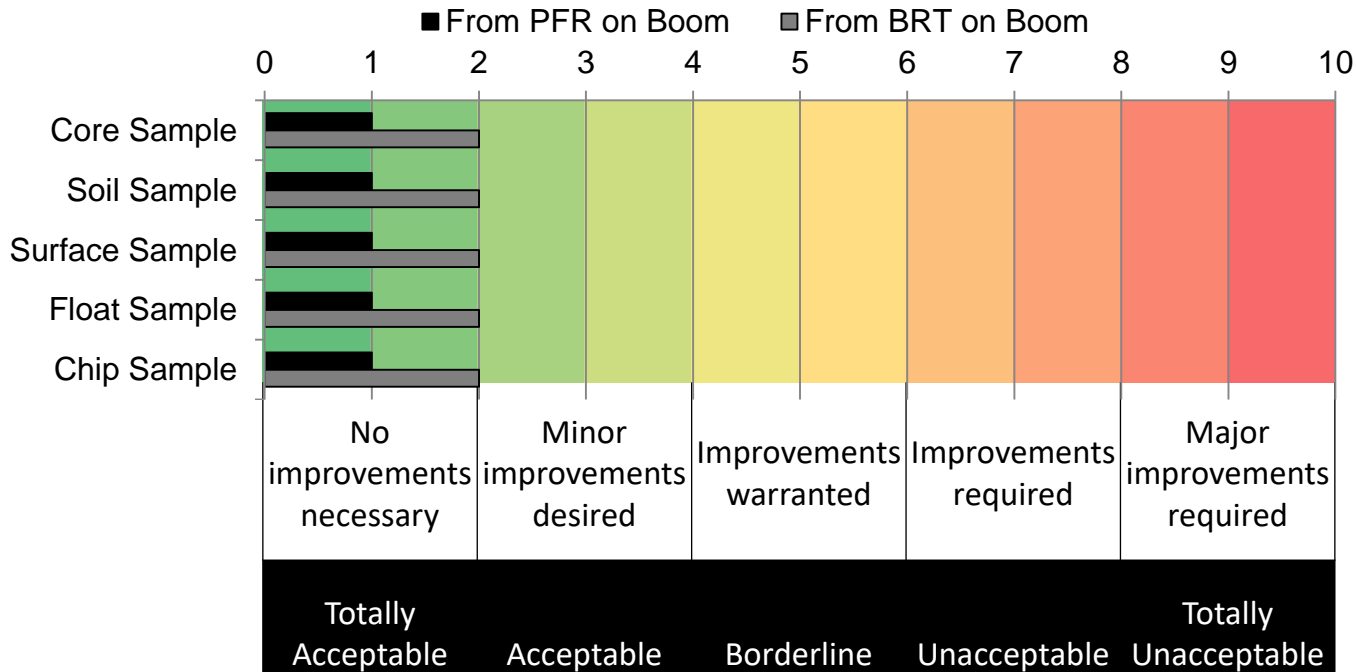 From PFR on Boom From BRT on Boom
0 1 2 3 4 5 6 7 8 9 10
Core Sample
Soil Sample
Surface Sample
Float Sample
Chip Sample
No
improvements
necessary
Minor
improvements
desired
Improvements
warranted
Improvements
required
Major
improvements
required
Totally
Acceptable
Acceptable
Borderline
Unacceptable
Totally
Unacceptable